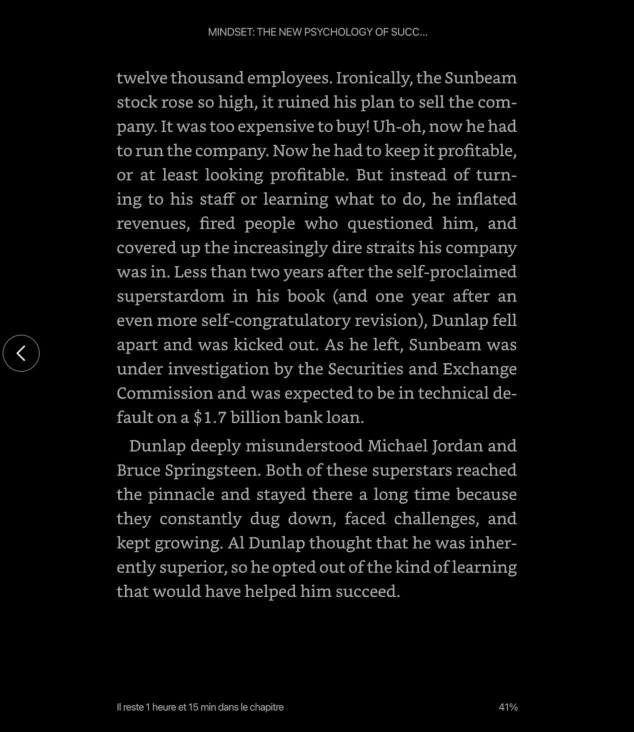 MINDSET: THE NEW PSYCHOLOGY OF SUCC...
twelve thousand employees. Ironically, the Sunbeam
stock rose so high, it ruined his plan to sell the com-
pany. It was too expensive to buy! Uh-oh, now he had
to run the company. Now he had to keep it profitable,
or at least looking profitable. But instead of turn-
ing to his staff or learning what to do, he inflated
revenues, fired people who questioned him, and
covered up the increasingly dire straits his company
was in. Less than two years after the self-proclaimed
superstardom in his book (and one year after an
even more self-congratulatory revision), Dunlap fell
apart and was kicked out. As he left, Sunbeam was
under investigation by the Securities and Exchange
Commission and was expected to be in technical de-
fault on a $1.7 billion bank loan.
Dunlap deeply misunderstood Michael Jordan and
Bruce Springsteen. Both of these superstars reached
the pinnacle and stayed there a long time because
they constantly dug down, faced challenges, and
kept growing. Al Dunlap thought that he was inher-
ently superior, so he opted out of the kind of learning
that would have helped him succeed.
Il reste 1 heure et 15 min dans le chapitre
41%